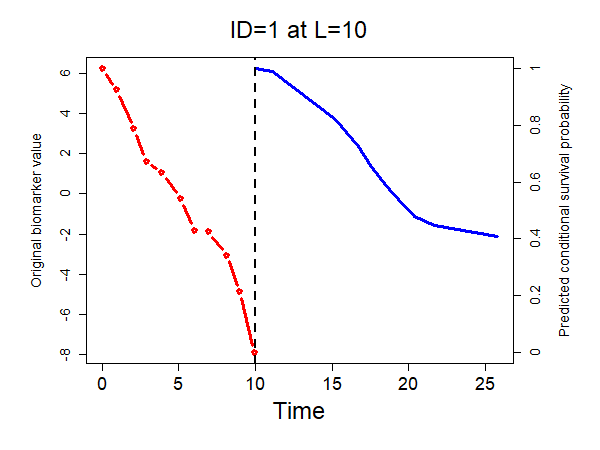 ID=1 at L=10
Original biomarker value
6
4
2
0
-2
-4
-6
-8
1
0.8
0.6
0.4
0.2
0
Predicted conditional survival probability
0 5 10 15 20 25
Time